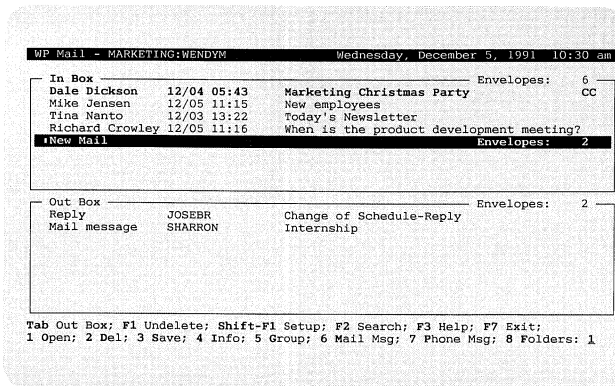 WP Mail - MARKETING:WENDYM Wednesday, December 5, 1991 10:30 am
In Box Envelopes: 6
Dale Dickson 12/04 05:43 Marketing Christmas Party CC
Mike Jensen 12/05 11:15 New employees
Tina Nanto 12/03 13:22 Today's Newsletter
Richard Crowley 12/05 11:16 When is the product development meeting?
New Mail Envelopes: 2
Out Box Envelopes: 2
Reply JOSEBR Change of Schedule-Reply
Mail message SHARRON Internship
Tab Out Box; F1 Undelete; Shift-F1 Setup; F2 Search; F3 Help; F7 Exit;
1 Open; 2 Del; 3 Save; 4 Info; 5 Group; 6 Mail Msg; 7 Phone Msg; 8 Folders: 1